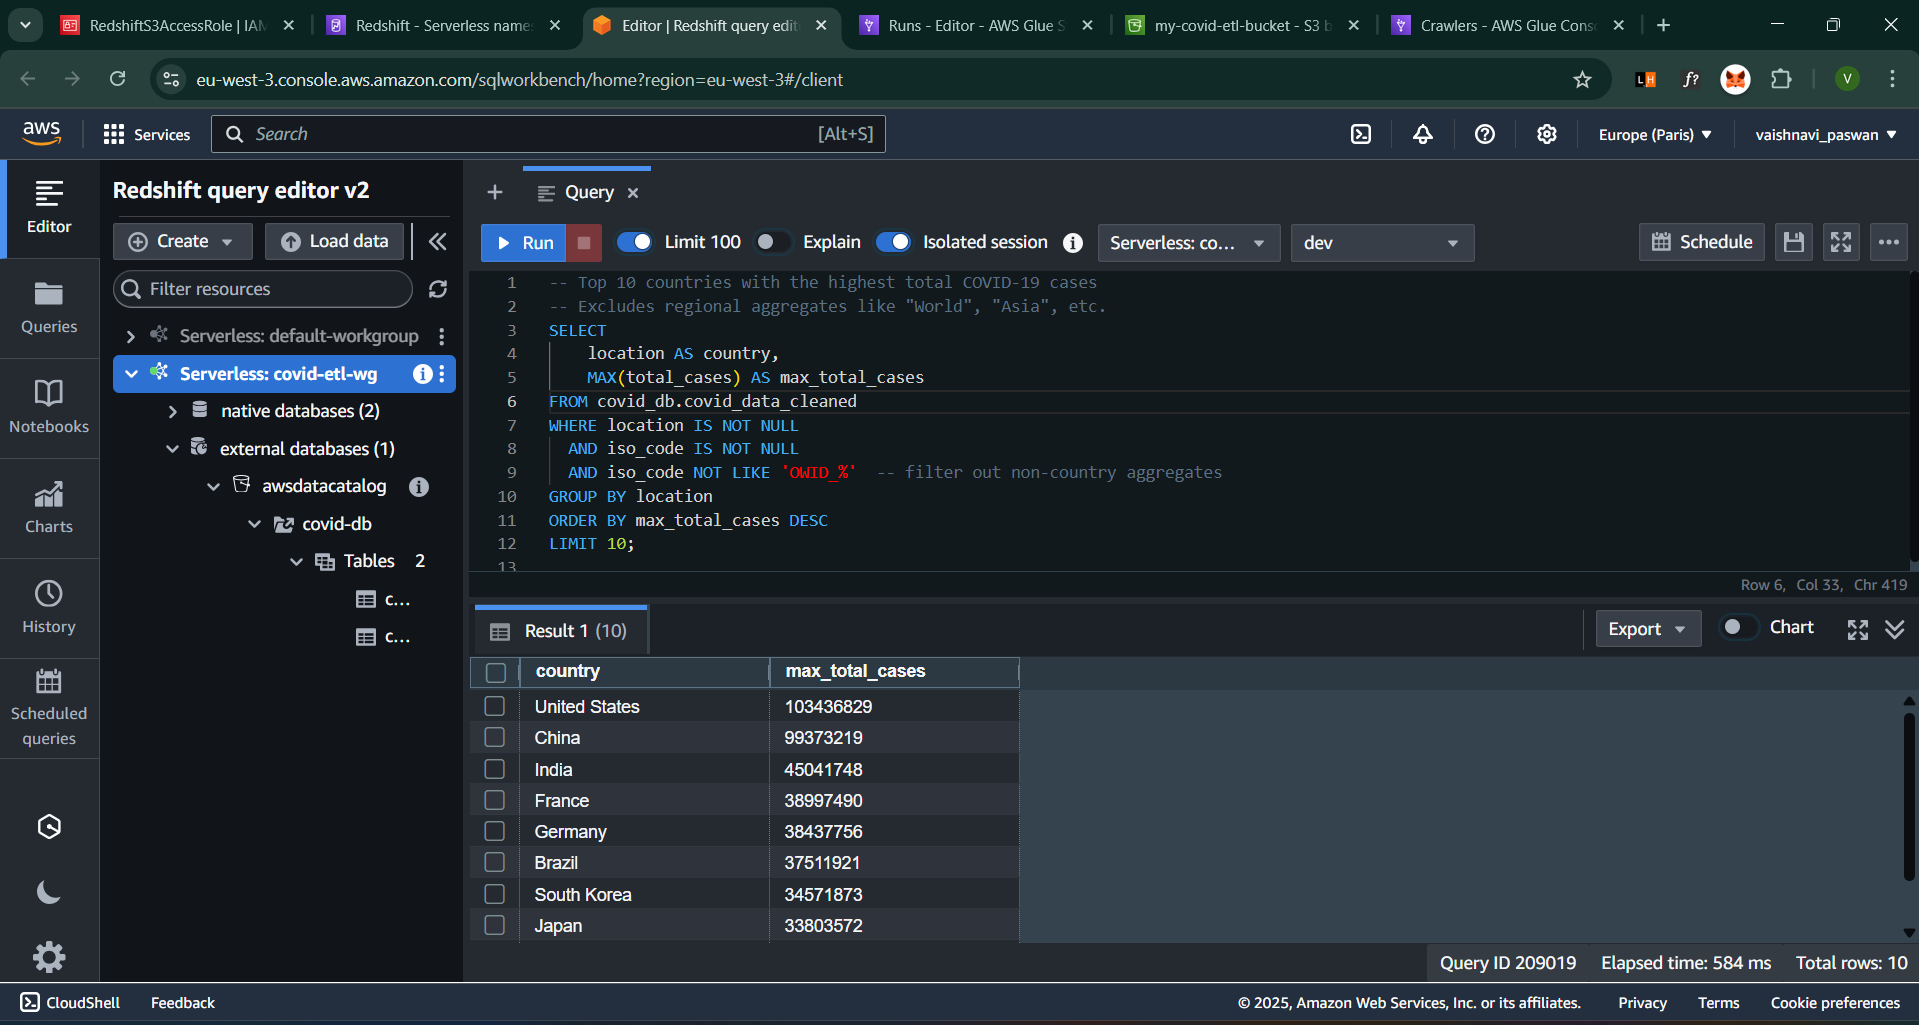 RedshiftS3AccessRole | IAM
Redshift - Serverless name
Editor | Redshift query edit
Runs - Editor - AWS Glue S
my-covid-etl-bucket - S3 b
Crawlers - AWS Glue Cons
eu-west-3.console.aws.amazon.com/sqlworkbench/home?region=eu-west-3#/client
LH
f?
V
aws
Services
Search
[Alt+S]
Europe (Paris)
vaishnavi_paswan
Editor
Queries
Notebooks
Charts
History
Scheduled
queries
Redshift query editor v2
Create
Load data
Filter resources
Serverless: default-workgroup
Serverless: covid-etl-wg
native databases (2)
external databases (1)
awsdatacatalog
covid-db
Tables 2
c...
c...
Query
Run
Limit 100
Explain
Isolated session
Serverless: co...
dev
Schedule
1 -- Top 10 countries with the highest total COVID-19 cases
2 -- Excludes regional aggregates like "World", "Asia", etc.
3 SELECT
4 location AS country,
5 MAX(total_cases) AS max_total_cases
6 FROM covid_db.covid_data_cleaned
7 WHERE location IS NOT NULL
8 AND iso_code IS NOT NULL
9 AND iso_code NOT LIKE 'OWID_%' -- filter out non-country aggregates
10 GROUP BY location
11 ORDER BY max_total_cases DESC
12 LIMIT 10;
13
Row 6, Col 33, Chr 419
Result 1 (10)
Export
Chart
country max_total_cases
United States 103436829
China 99373219
India 45041748
France 38997490
Germany 38437756
Brazil 37511921
South Korea 34571873
Japan 33803572
Query ID 209019 Elapsed time: 584 ms Total rows: 10
CloudShell
Feedback
© 2025, Amazon Web Services, Inc. or its affiliates.
Privacy
Terms
Cookie preferences